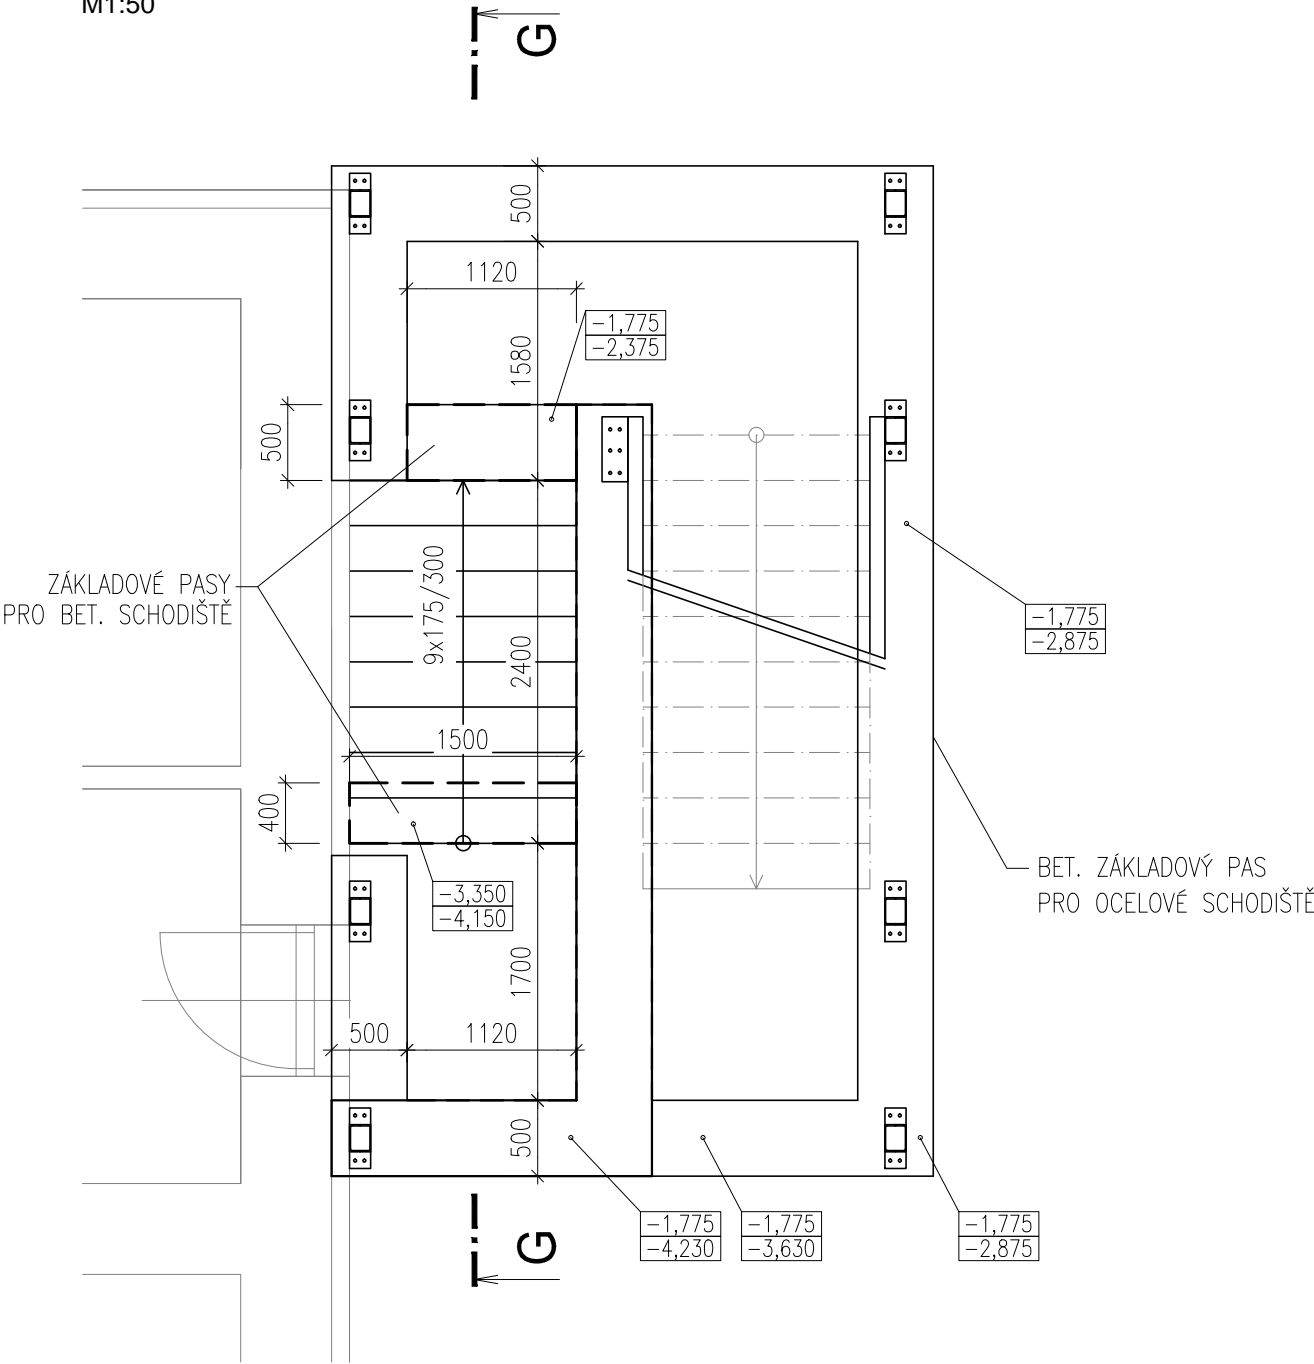 M1:50
G
500
1120
-1,775
-2,375
1580
500
ZÁKLADOVÉ PASY
PRO BET. SCHODIŠTĚ
9x175/300
2400
-1,775
-2,875
1500
400
-3,350
-4,150
BET. ZÁKLADOVÝ PAS
PRO OCELOVÉ SCHODIŠTĚ
1700
500
1120
500
G
-1,775
-4,230
-1,775
-3,630
-1,775
-2,875